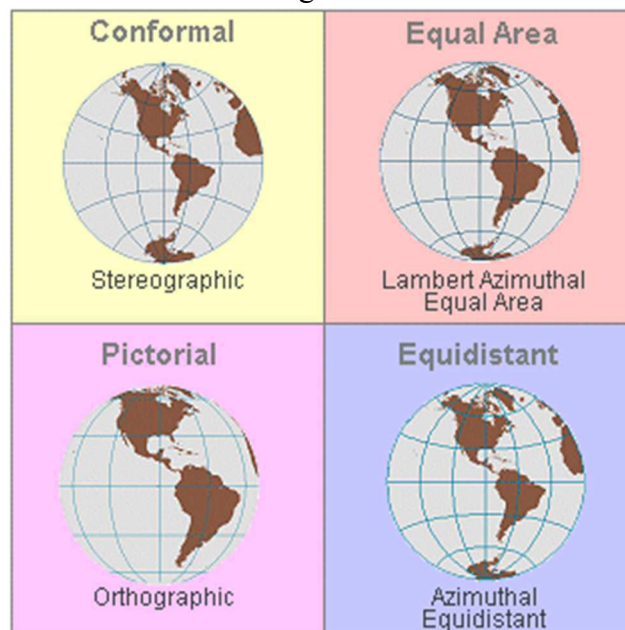 Conformal
Stereographic
Equal Area
Lambert Azimuthal
Equal Area
Pictorial
Orthographic
Equidistant
Azimuthal
Equidistant